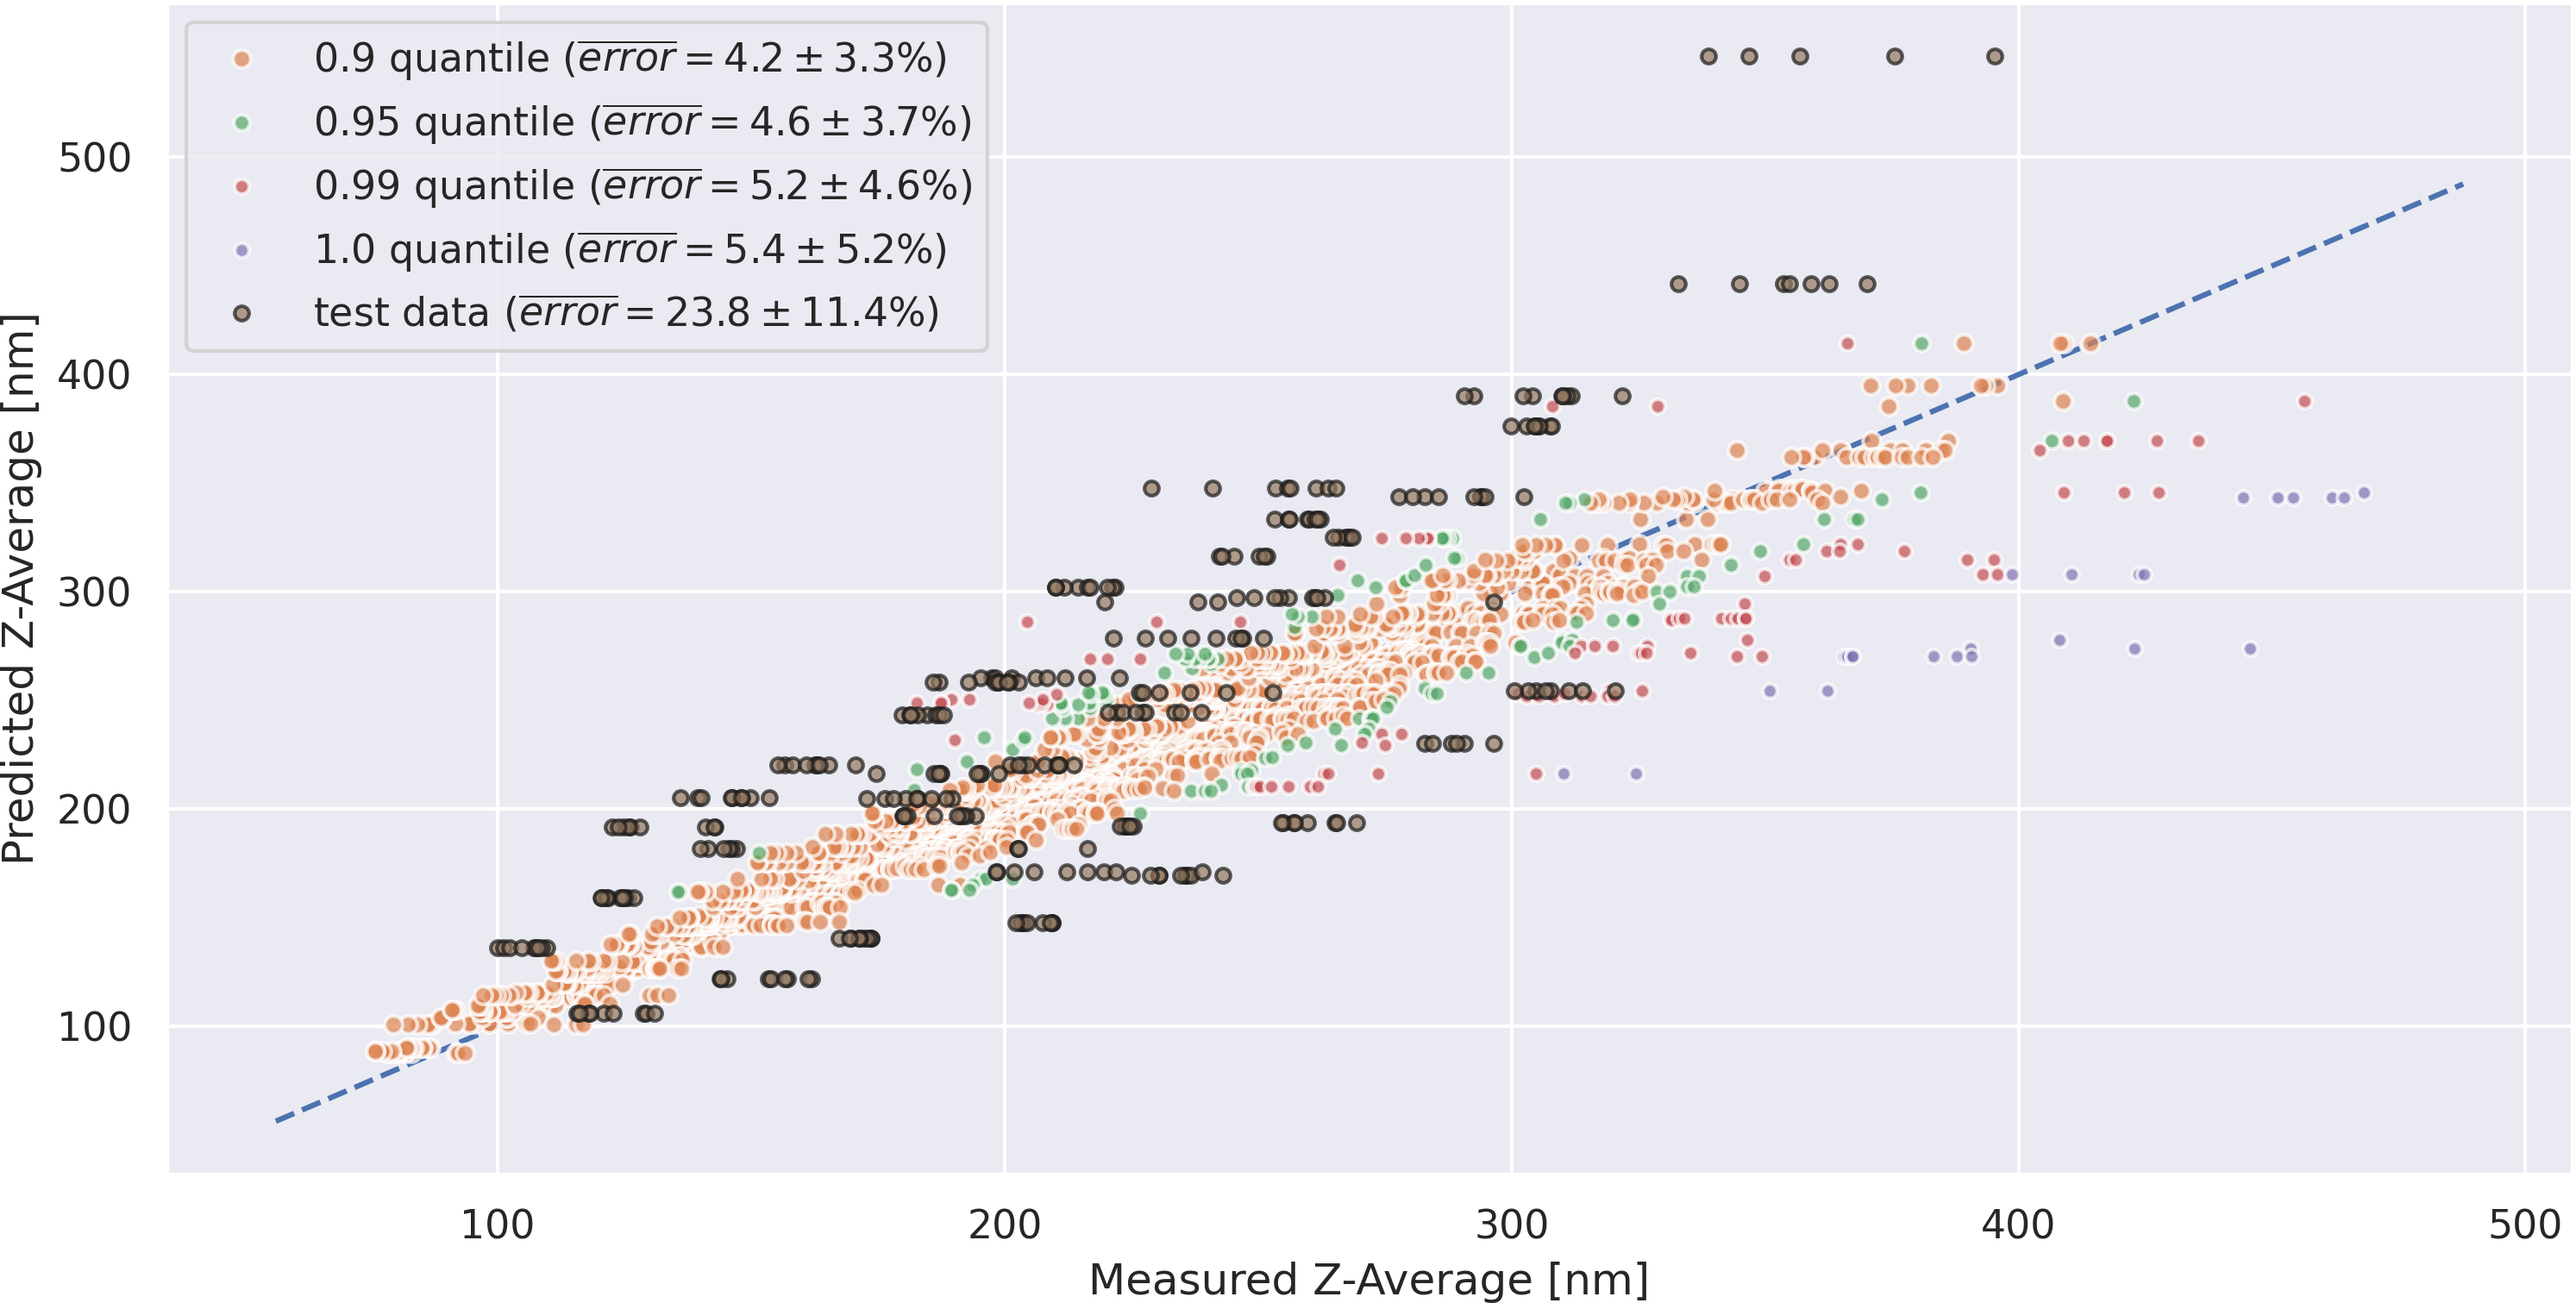 0.9 quantile (error = 4.2 ± 3.3%)
0.95 quantile (error = 4.6 ± 3.7%)
0.99 quantile (error = 5.2 ± 4.6%)
1.0 quantile (error = 5.4 ± 5.2%)
test data (error = 23.8 ± 11.4%)
Predicted Z-Average [nm]
500
400
300
200
100
100 200 300 400 500
Measured Z-Average [nm]